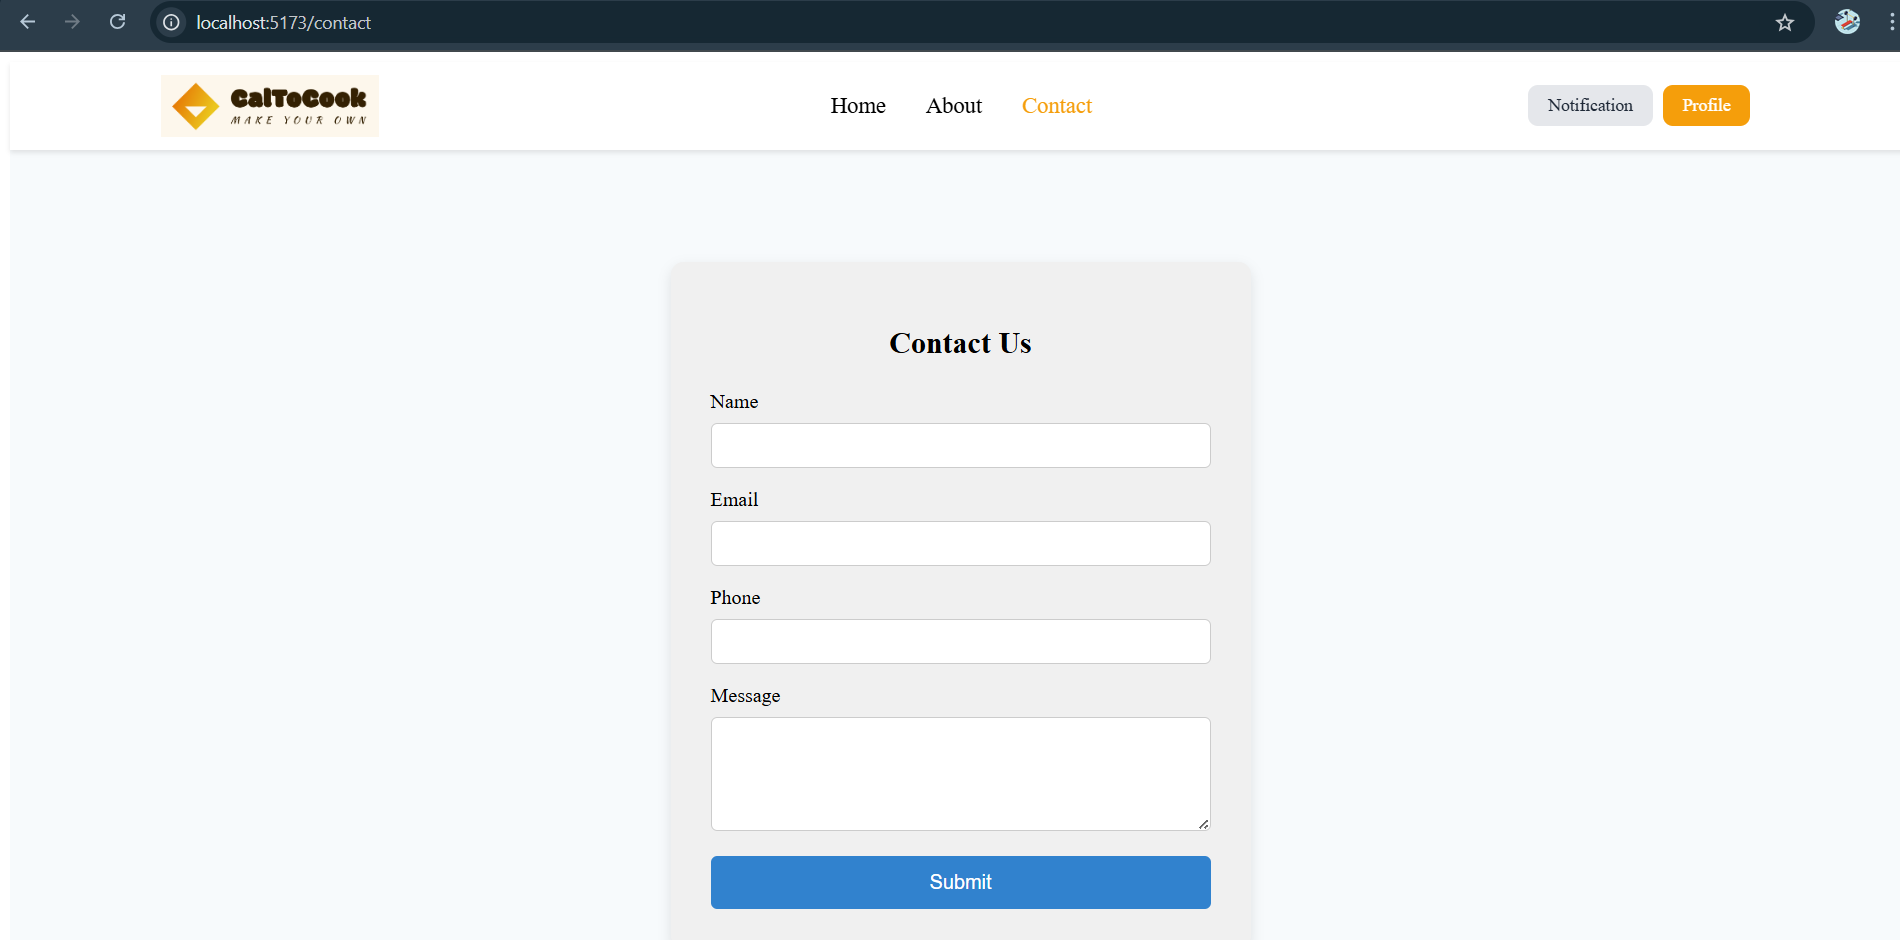 localhost:5173/contact
CalToCook
MAKE YOUR OWN
Home About Contact
Notification Profile
Contact Us
Name
Email
Phone
Message
Submit